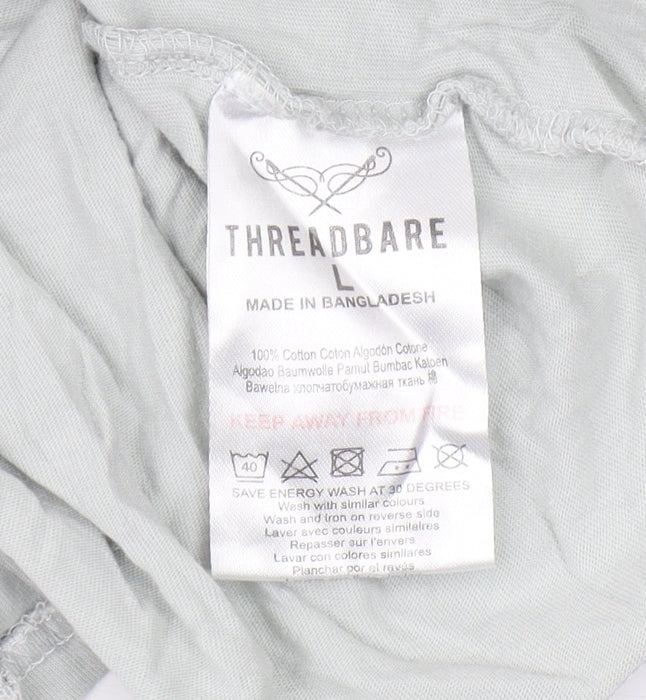 THREADBARE
L
MADE IN BANGLADESH
100% Cotton Coton Algodón Cotone
Algodao Baumwolle Pamut Bumbac
Bawelna хлопчатобумажная ткань 棉
KEEP AWAY FROM FIRE
40
SAVE ENERGY WASH AT 30 DEGREES
Wash with similar colours
Wash and iron on reverse side
Laver avec couleurs similaires
Repasser sur l'envers
Lavar con colores similares
Planchar por el revés